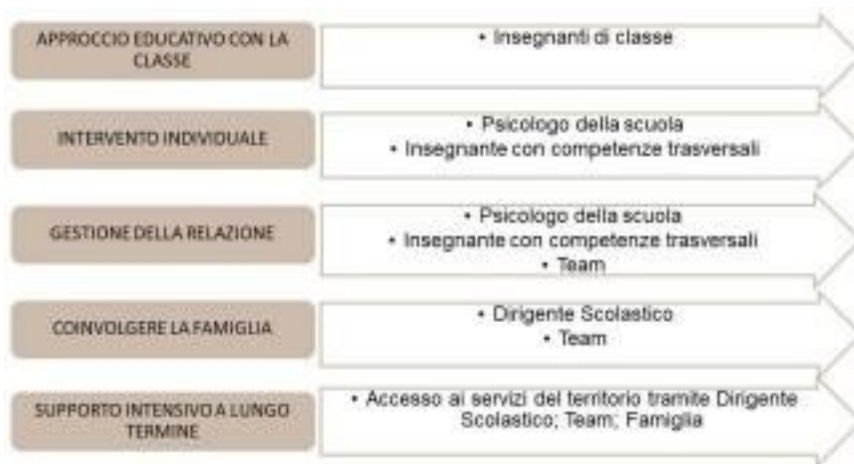 APPROCCIO EDUCATIVO CON LA
CLASSE
• Insegnanti di classe
INTERVENTO INDIVIDUALE
• Psicologo della scuola
• Insegnante con competenze trasversali
GESTIONE DELLA RELAZIONE
• Psicologo della scuola
• Insegnante con competenze trasversali
• Team
COINVOLGERE LA FAMIGLIA
• Dirigente Scolastico
• Team
SUPPORTO INTENSIVO A LUNGO
TERMINE
• Accesso ai servizi del territorio tramite Dirigente
Scolastico; Team; Famiglia